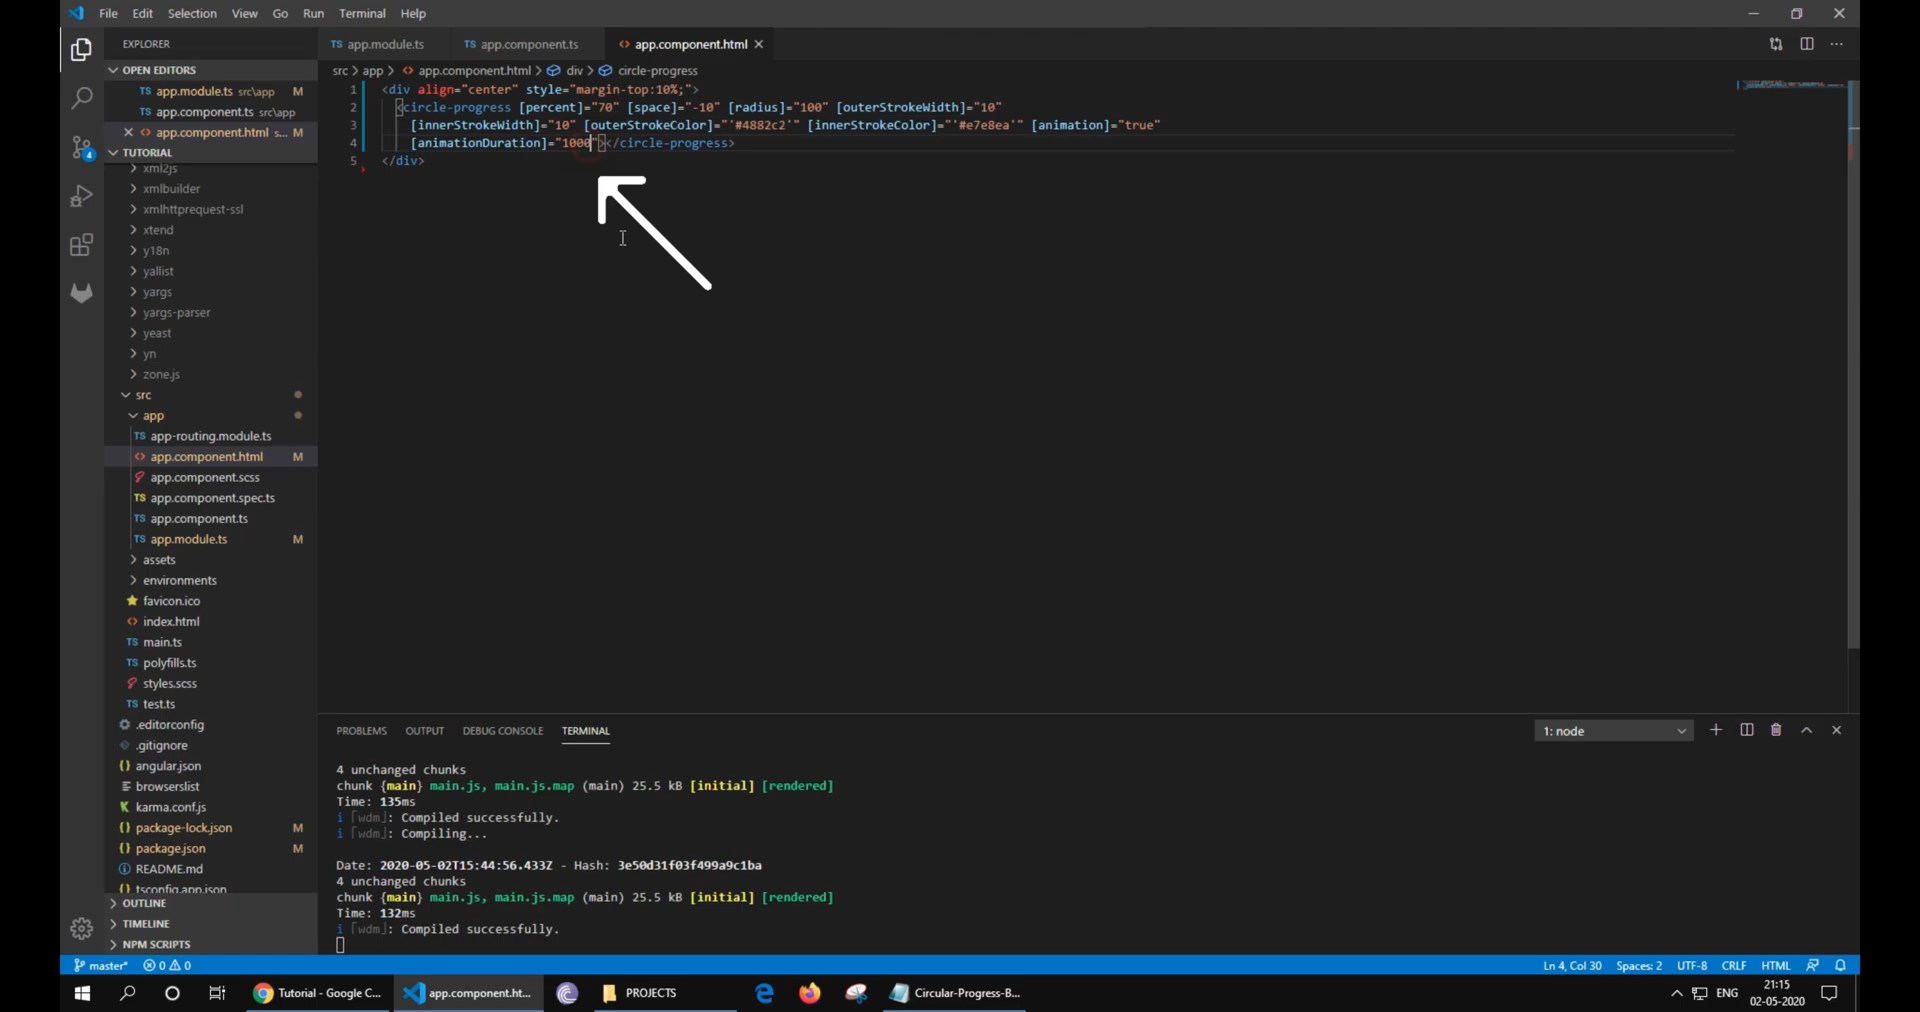 File Edit Selection View Go Run Terminal Help
EXPLORER
OPEN EDITORS
TS app.module.ts src\app M
TS app.component.ts src\app
app.component.html s... M
TUTORIAL
xml2js
xmlbuilder
xmlhttprequest-ssl
xtend
y18n
yallist
yargs
yargs-parser
yeast
yn
zone.js
src
app
TS app-routing.module.ts
<> app.component.html M
app.component.scss
TS app.component.spec.ts
TS app.component.ts
TS app.module.ts M
assets
environments
favicon.ico
<> index.html
TS main.ts
TS polyfills.ts
styles.scss
TS test.ts
.editorconfig
.gitignore
{} angular.json
browserslist
karma.conf.js
{} package-lock.json M
{} package.json M
README.md
{} tsconfig.app.json
OUTLINE
TIMELINE
NPM SCRIPTS
TS app.module.ts TS app.component.ts <> app.component.html
src > app > <> app.component.html > div > circle-progress
1 <div align="center" style="margin-top:10%;">
2 <circle-progress [percent]="70" [space]="-10" [radius]="100" [outerStrokeWidth]="10"
3 [innerStrokeWidth]="10" [outerStrokeColor]="'#4882c2'" [innerStrokeColor]="'#e7e8ea'" [animation]="true"
4 [animationDuration]="1000"></circle-progress>
5 </div>
PROBLEMS OUTPUT DEBUG CONSOLE TERMINAL 1: node
4 unchanged chunks
chunk {main} main.js, main.js.map (main) 25.5 kB [initial] [rendered]
Time: 135ms
i ｢wdm｣: Compiled successfully.
i ｢wdm｣: Compiling...
Date: 2020-05-02T15:44:56.433Z - Hash: 3e50d31f03f499a9c1ba
4 unchanged chunks
chunk {main} main.js, main.js.map (main) 25.5 kB [initial] [rendered]
Time: 132ms
i ｢wdm｣: Compiled successfully.
master* 0 0 Ln 4, Col 30 Spaces: 2 UTF-8 CRLF HTML
Tutorial - Google C... app.component.ht... PROJECTS Circular-Progress-B... ENG 21:15
02-05-2020
4